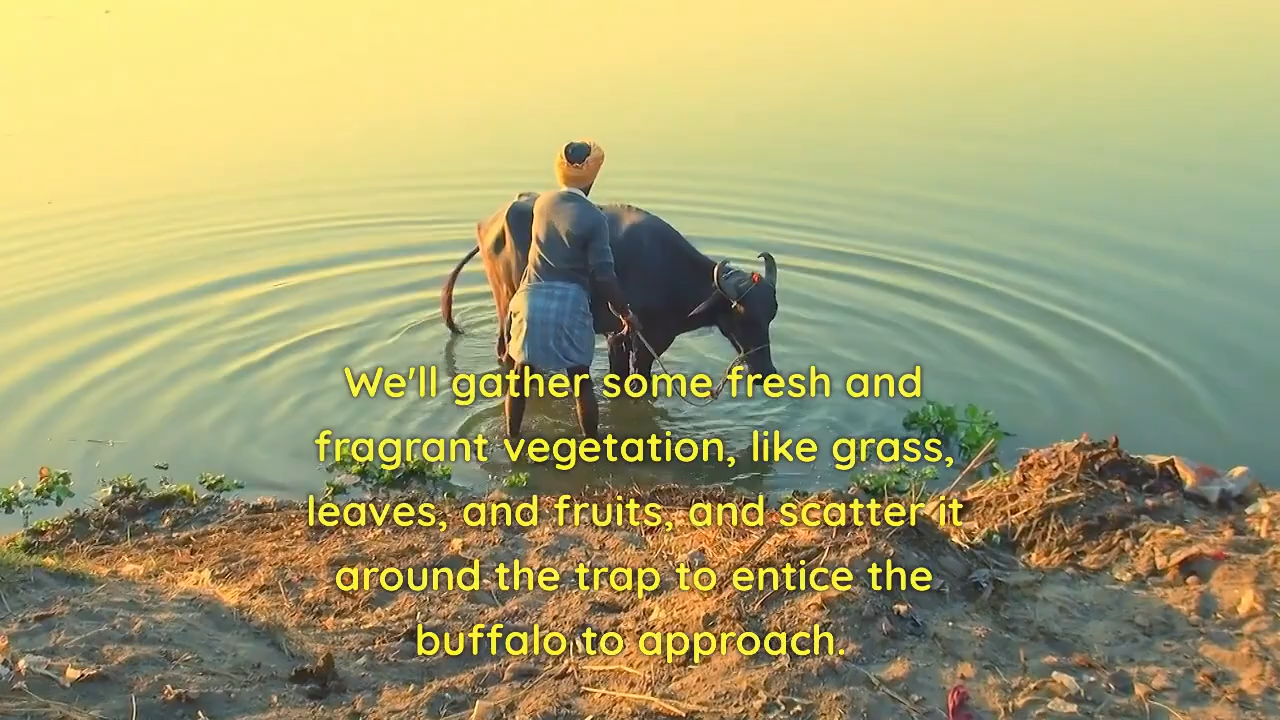 We'll gather some fresh and
fragrant vegetation, like grass,
leaves, and fruits, and scatter it
around the trap to entice the
buffalo to approach.